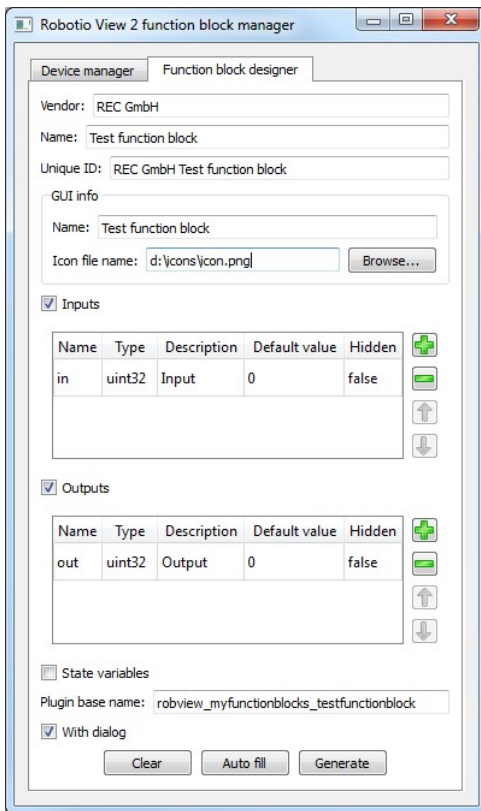 Robotio View 2 function block manager
Device manager Function block designer
Vendor: REC GmbH
Name: Test function block
Unique ID: REC GmbH Test function block
GUI info
Name: Test function block
Icon file name: d:\icons\icon.png Browse...
Inputs
Name Type Description Default value Hidden
in uint32 Input 0 false
Outputs
Name Type Description Default value Hidden
out uint32 Output 0 false
State variables
Plugin base name: robview_myfunctionblocks_testfunctionblock
With dialog
Clear Auto fill Generate